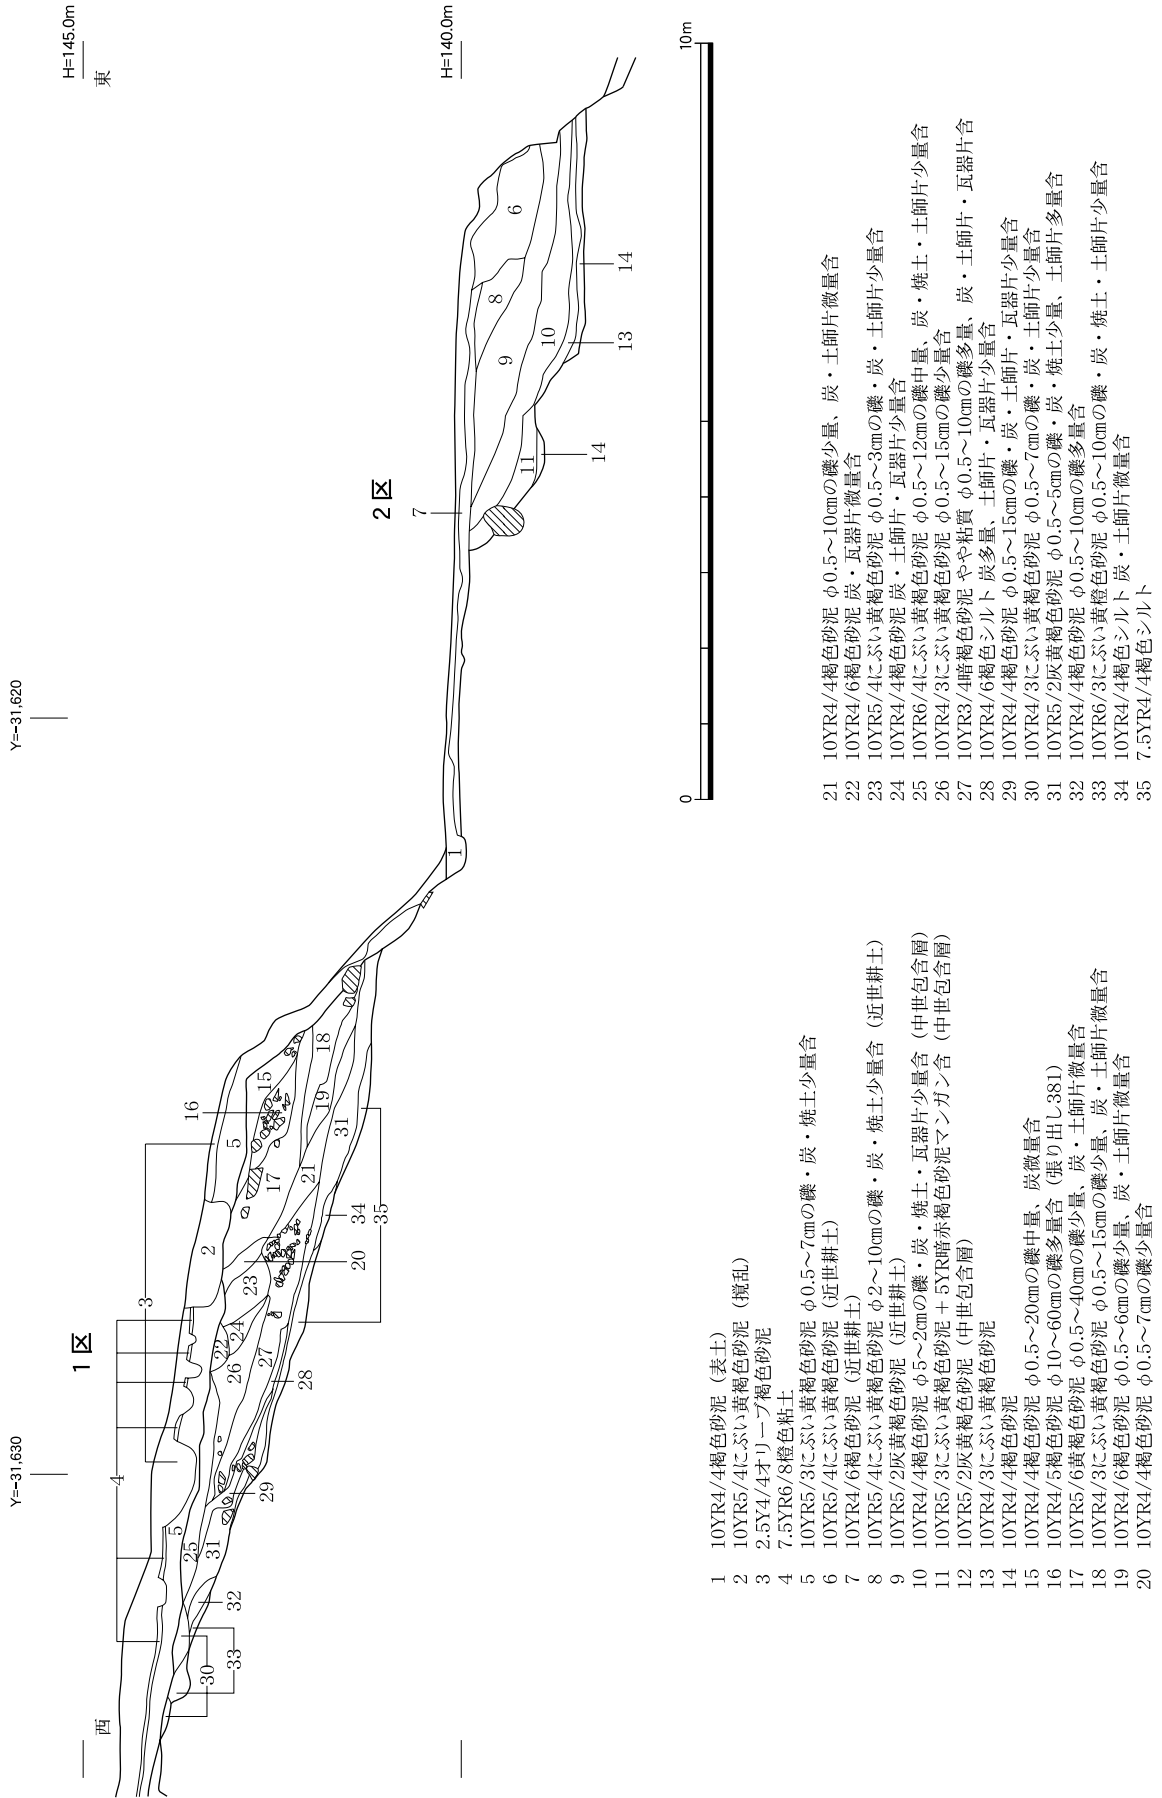 Y=-31,630
Y=-31,620
H=145.0m
西
1区
東
H=140.0m
2区
4
3
16
5
2
15
5
17
18
19
31
21
34
35
20
23
24
22
26
27
28
25
31
29
32
33
30
1
7
6
8
9
10
11
14
13
14
0
10m
1 10YR4/4褐色砂泥（表土）
2 10YR5/4にぶい黄褐色砂泥（撹乱）
3 2.5Y4/4オリーブ褐色砂泥
4 7.5YR6/8橙色粘土
5 10YR5/3にぶい黄褐色砂泥 φ0.5～7cmの礫・炭・焼土少量含
6 10YR5/4にぶい黄褐色砂泥（近世耕土）
7 10YR4/6褐色砂泥（近世耕土）
8 10YR5/4にぶい黄褐色砂泥 φ2～10cmの礫・炭・焼土少量含（近世耕土）
9 10YR5/2灰黄褐色砂泥（近世耕土）
10 10YR4/4褐色砂泥 φ5～2cmの礫・炭・焼土・瓦器片少量含（中世包含層）
11 10YR5/3にぶい黄褐色砂泥＋5YR暗赤褐色砂泥マンガン含（中世包含層）
12 10YR5/2灰黄褐色砂泥（中世包含層）
13 10YR4/3にぶい黄褐色砂泥
14 10YR4/4褐色砂泥
15 10YR4/4褐色砂泥 φ0.5～20cmの礫中量、炭微量含
16 10YR4/5褐色砂泥 φ10～60cmの礫多量含（張り出し381）
17 10YR5/6黄褐色砂泥 φ0.5～40cmの礫少量、炭・土師片微量含
18 10YR4/3にぶい黄褐色砂泥 φ0.5～15cmの礫少量、炭・土師片微量含
19 10YR4/6褐色砂泥 φ0.5～6cmの礫少量、炭・土師片微量含
20 10YR4/4褐色砂泥 φ0.5～7cmの礫少量含
21 10YR4/4褐色砂泥 φ0.5～10cmの礫少量、炭・土師片微量含
22 10YR4/6褐色砂泥 炭・瓦器片微量含
23 10YR5/4にぶい黄褐色砂泥 φ0.5～3cmの礫・炭・土師片少量含
24 10YR4/4褐色砂泥 炭・土師片・瓦器片少量含
25 10YR6/4にぶい黄褐色砂泥 φ0.5～12cmの礫中量、炭・焼土・土師片少量含
26 10YR4/3にぶい黄褐色砂泥 φ0.5～15cmの礫少量含
27 10YR3/4暗褐色砂泥 やや粘質 φ0.5～10cmの礫多量、炭・土師片・瓦器片含
28 10YR4/6褐色シルト 炭多量、土師片・瓦器片少量含
29 10YR4/4褐色砂泥 φ0.5～15cmの礫・炭・土師片・瓦器片少量含
30 10YR4/3にぶい黄褐色砂泥 φ0.5～7cmの礫・炭・土師片少量含
31 10YR5/2灰黄褐色砂泥 φ0.5～5cmの礫・炭・焼土少量、土師片多量含
32 10YR4/4褐色砂泥 φ0.5～10cmの礫多量含
33 10YR6/3にぶい黄橙色砂泥 φ0.5～10cmの礫・炭・焼土・土師片少量含
34 10YR4/4褐色シルト 炭・土師片微量含
35 7.5YR4/4褐色シルト